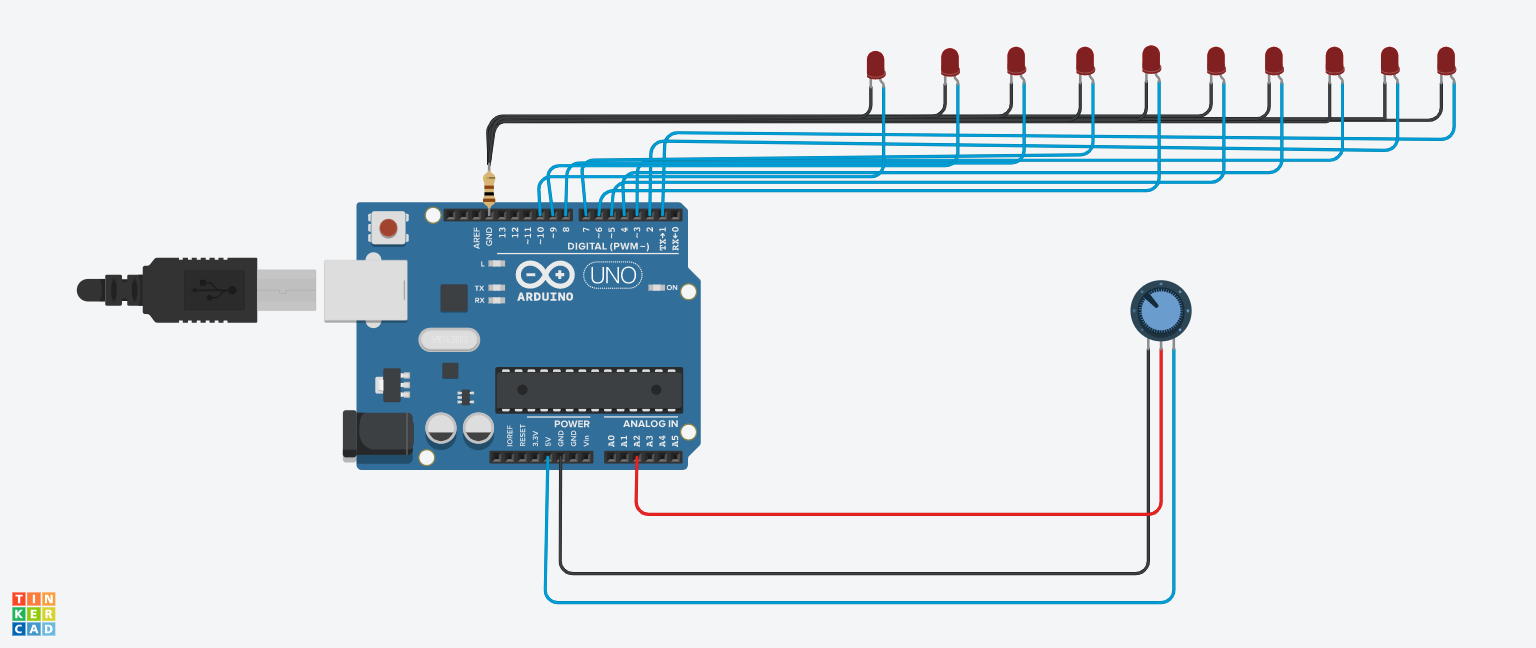 AREF
GND
13
12
~11
~10
~9
8
7
~6
~5
4
~3
2
TX→1
RX←0
DIGITAL (PWM~)
L
TX
RX
UNO
ON
ARDUINO
POWER
ANALOG IN
IOREF
RESET
3.3V
5V
GND
GND
Vin
A0
A1
A2
A3
A4
A5
TIN
KER
CAD